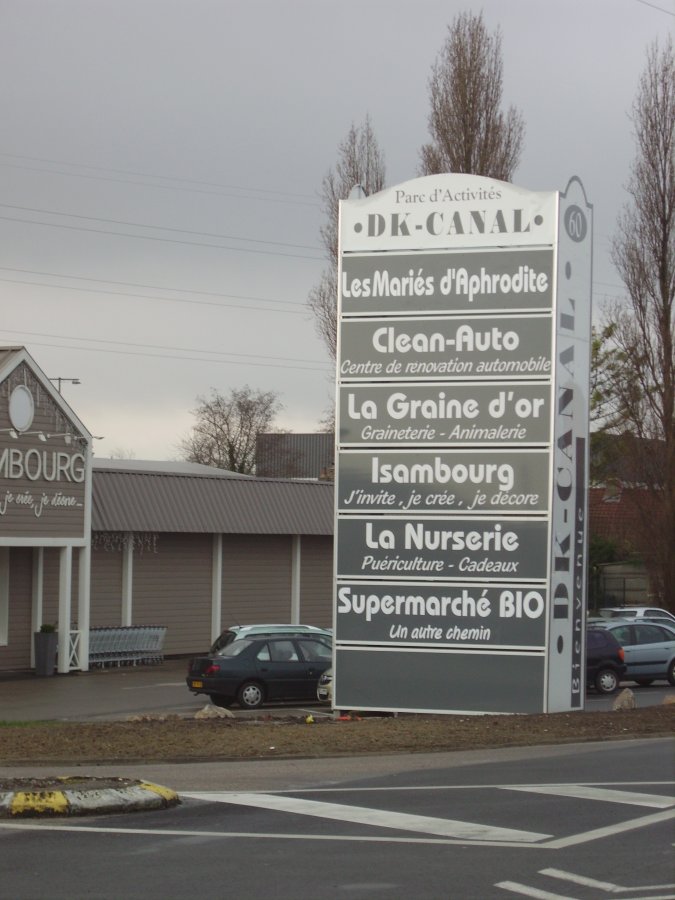 Parc d'Activités
•DK-CANAL•
Les Mariés d'Aphrodite
Clean-Auto
Centre de renovation automobile
La Graine d'or
Graineterie - Animalerie
Isambourg
J'invite, je crée, je décore
La Nurserie
Puériculture - Cadeaux
Supermarché BIO
Un autre chemin
60
•DK-CANAL•
Bienvenue
MBOURG
je crée, je décore...